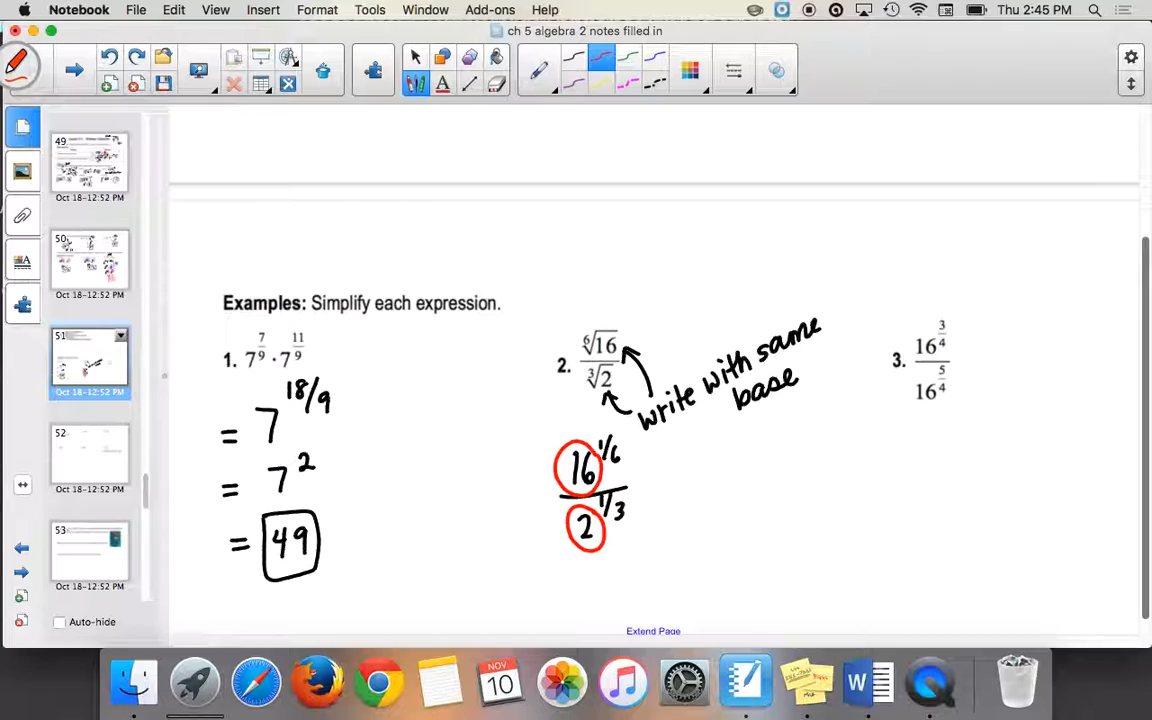 Notebook File Edit View Insert Format Tools Window Add-ons Help Thu 2:45 PM
ch 5 algebra 2 notes filled in
49
Oct 18-12:52 PM
50
Oct 18-12:52 PM
51
Oct 18-12:52 PM
52
Oct 18-12:52 PM
53
Oct 18-12:52 PM
Auto-hide
Examples: Simplify each expression.
1. 7^(7/9) · 7^(11/9)
= 7^(18/9)
= 7^2
= 49
2. ⁶√16 / ³√2
write with same
base
16^(1/6) / 2^(1/3)
3. 16^(3/4) / 16^(5/4)
Extend Page
NOV
10
W